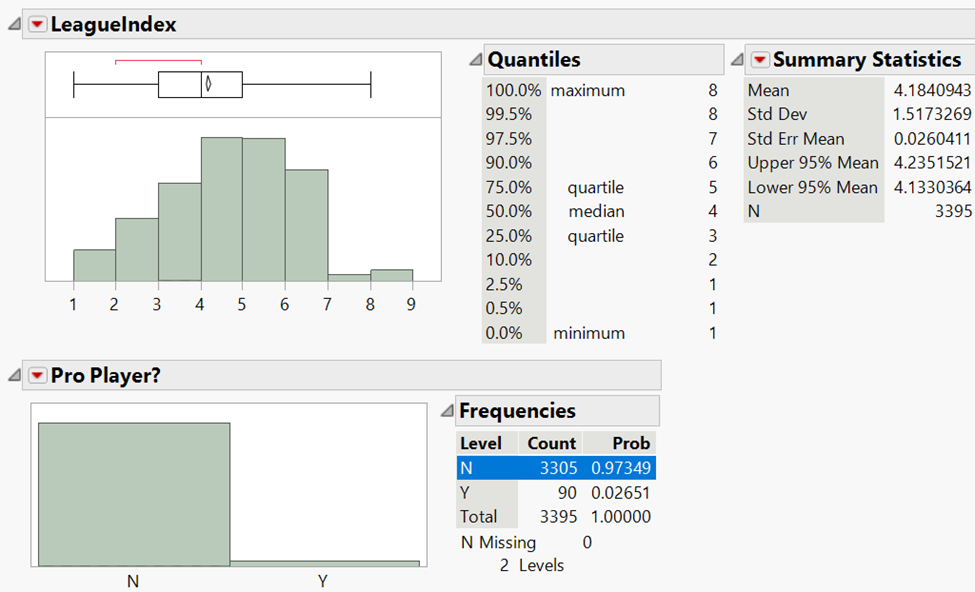 LeagueIndex
1 2 3 4 5 6 7 8 9
Quantiles
100.0% maximum 8
99.5% 8
97.5% 7
90.0% 6
75.0% quartile 5
50.0% median 4
25.0% quartile 3
10.0% 2
2.5% 1
0.5% 1
0.0% minimum 1
Summary Statistics
Mean 4.1840943
Std Dev 1.5173269
Std Err Mean 0.0260411
Upper 95% Mean 4.2351521
Lower 95% Mean 4.1330364
N 3395
Pro Player?
N Y
Frequencies
Level Count Prob
N 3305 0.97349
Y 90 0.02651
Total 3395 1.00000
N Missing 0
2 Levels